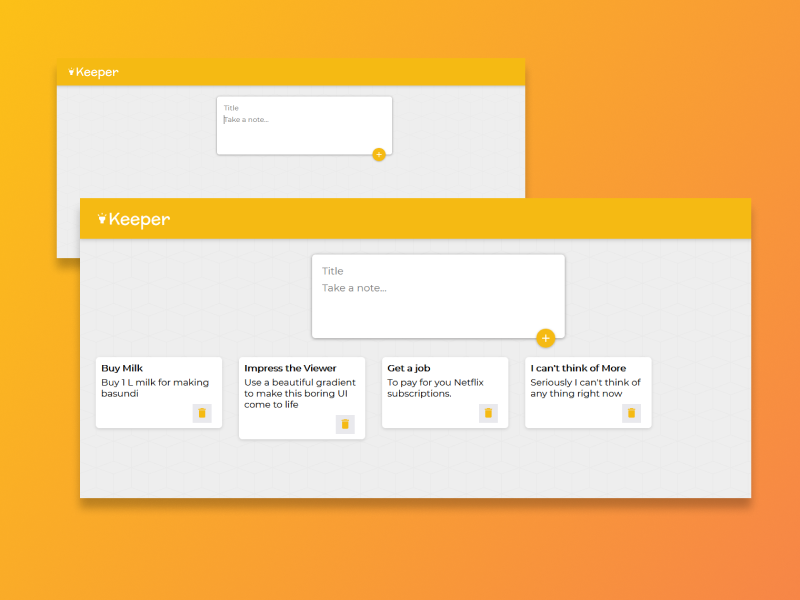 Keeper
Title
Take a note...
+
Keeper
Title
Take a note...
+
Buy Milk
Buy 1 L milk for making
basundi
Impress the Viewer
Use a beautiful gradient
to make this boring UI
come to life
Get a job
To pay for you Netflix
subscriptions.
I can't think of More
Seriously I can't think of
any thing right now